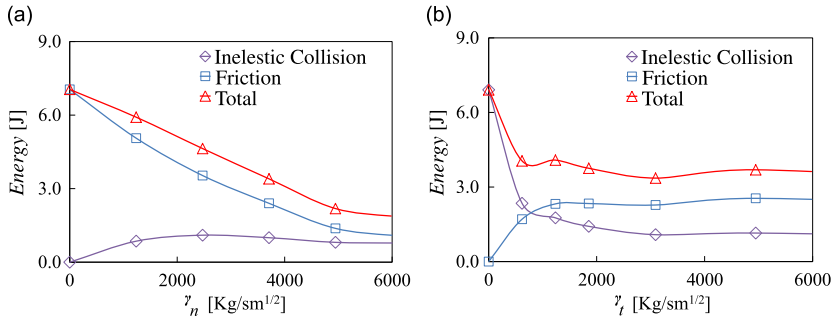 (a)
9.0
6.0
3.0
0.0
Energy [J]
Inelastic Collision
Friction
Total
0
2000
4000
6000
γn [Kg/sm1/2]
(b)
9.0
6.0
3.0
0.0
Energy [J]
Inelestic Collision
Friction
Total
0
2000
4000
6000
γt [Kg/sm1/2]